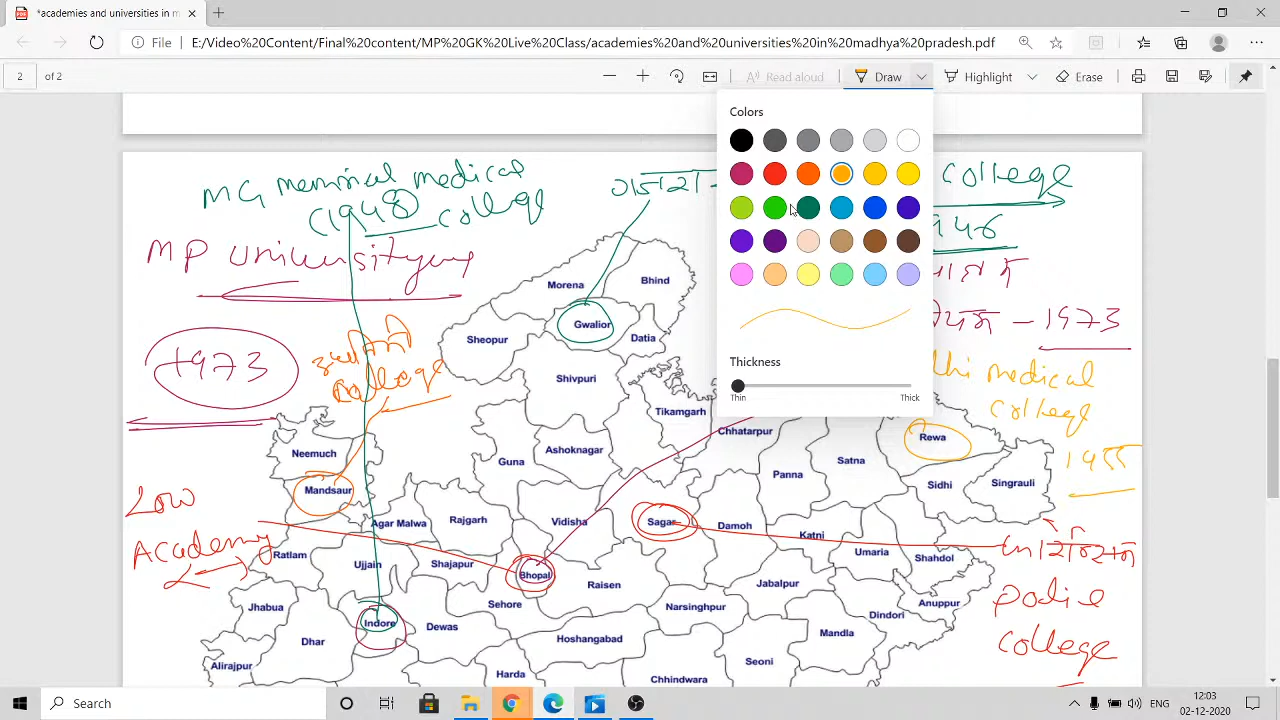 *academies and universities in m
File
E:/Video%20Content/Final/MP%20GK%20Live%20Class/academies%20and%20universities%20in%20madhya%20pradesh.pdf
2 of 2
Read aloud
Draw
Highlight
Erase
Colors
Thickness
Thin
Thick
MG memorial medical
(1948) college
MP university
1973
college
Low
Academy
college
1946
1973
medical
college
1955
college
Morena
Bhind
Gwalior
Sheopur
Datia
Shivpuri
Tikamgarh
Chhatarpur
Rewa
Neemuch
Ashoknagar
Guna
Satna
Panna
Sidhi
Singrauli
Mandsaur
Agar Malwa
Rajgarh
Vidisha
Sagar
Damoh
Katni
Umaria
Shahdol
Ratlam
Ujjain
Shajapur
Bhopal
Raisen
Jabalpur
Anuppur
Jhabua
Sehore
Narsinghpur
Dindori
Indore
Dewas
Dhar
Hoshangabad
Mandla
Alirajpur
Harda
Seoni
Chhindwara
Search
ENG
12:03
02-12-2020